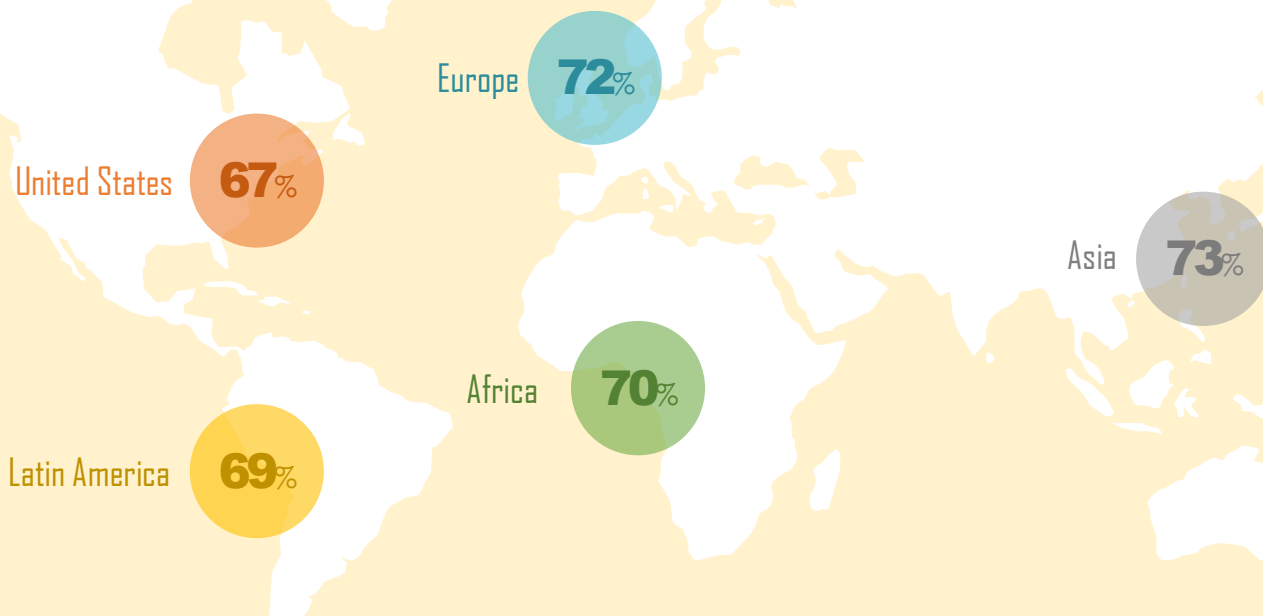 Europe 72%
United States 67%
Asia 73%
Africa 70%
Latin America 69%